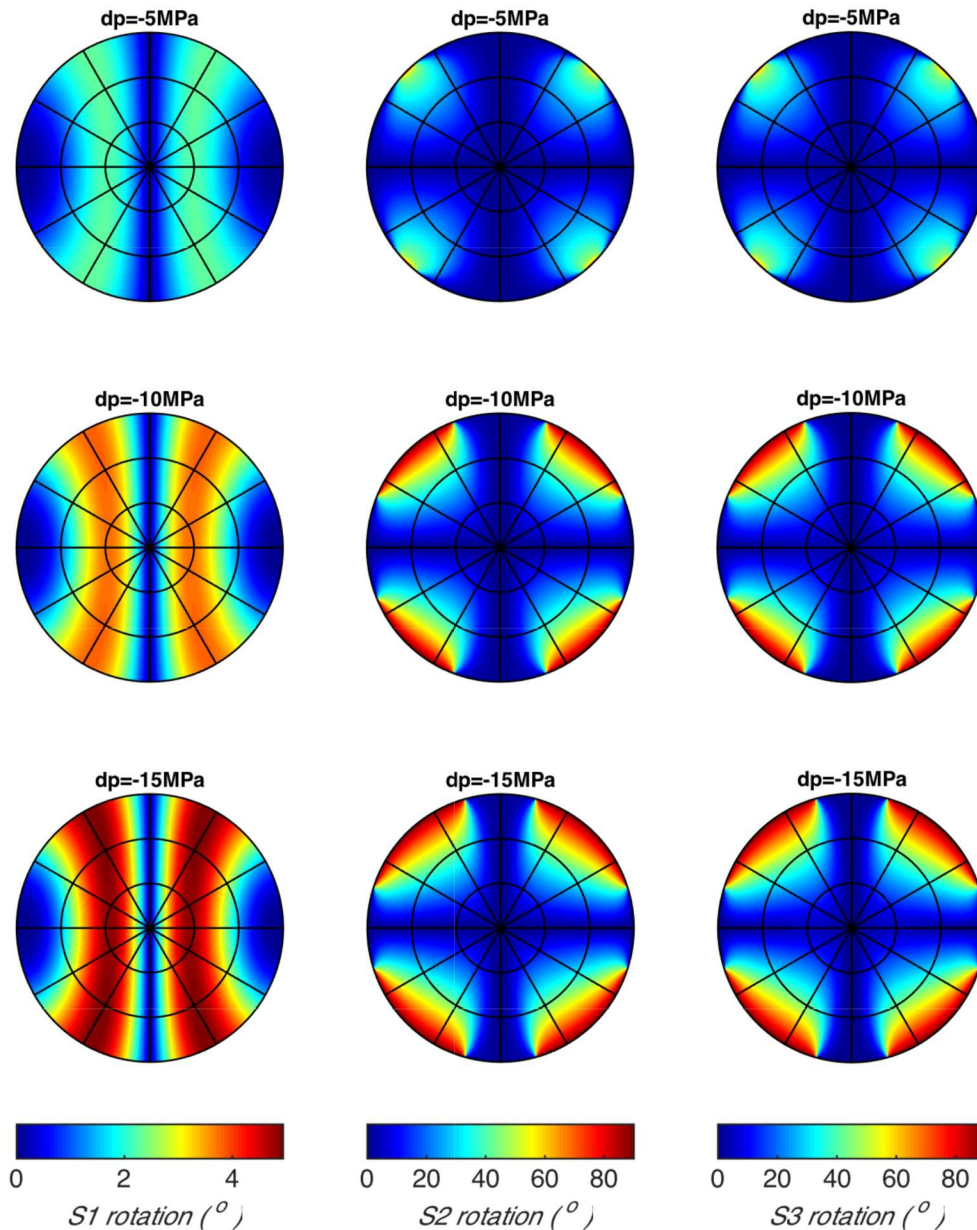 dp=-5MPa dp=-5MPa dp=-5MPa
dp=-10MPa dp=-10MPa dp=-10MPa
dp=-15MPa dp=-15MPa dp=-15MPa
0 2 4 0 20 40 60 80 0 20 40 60 80
S1 rotation (°) S2 rotation (°) S3 rotation (°)